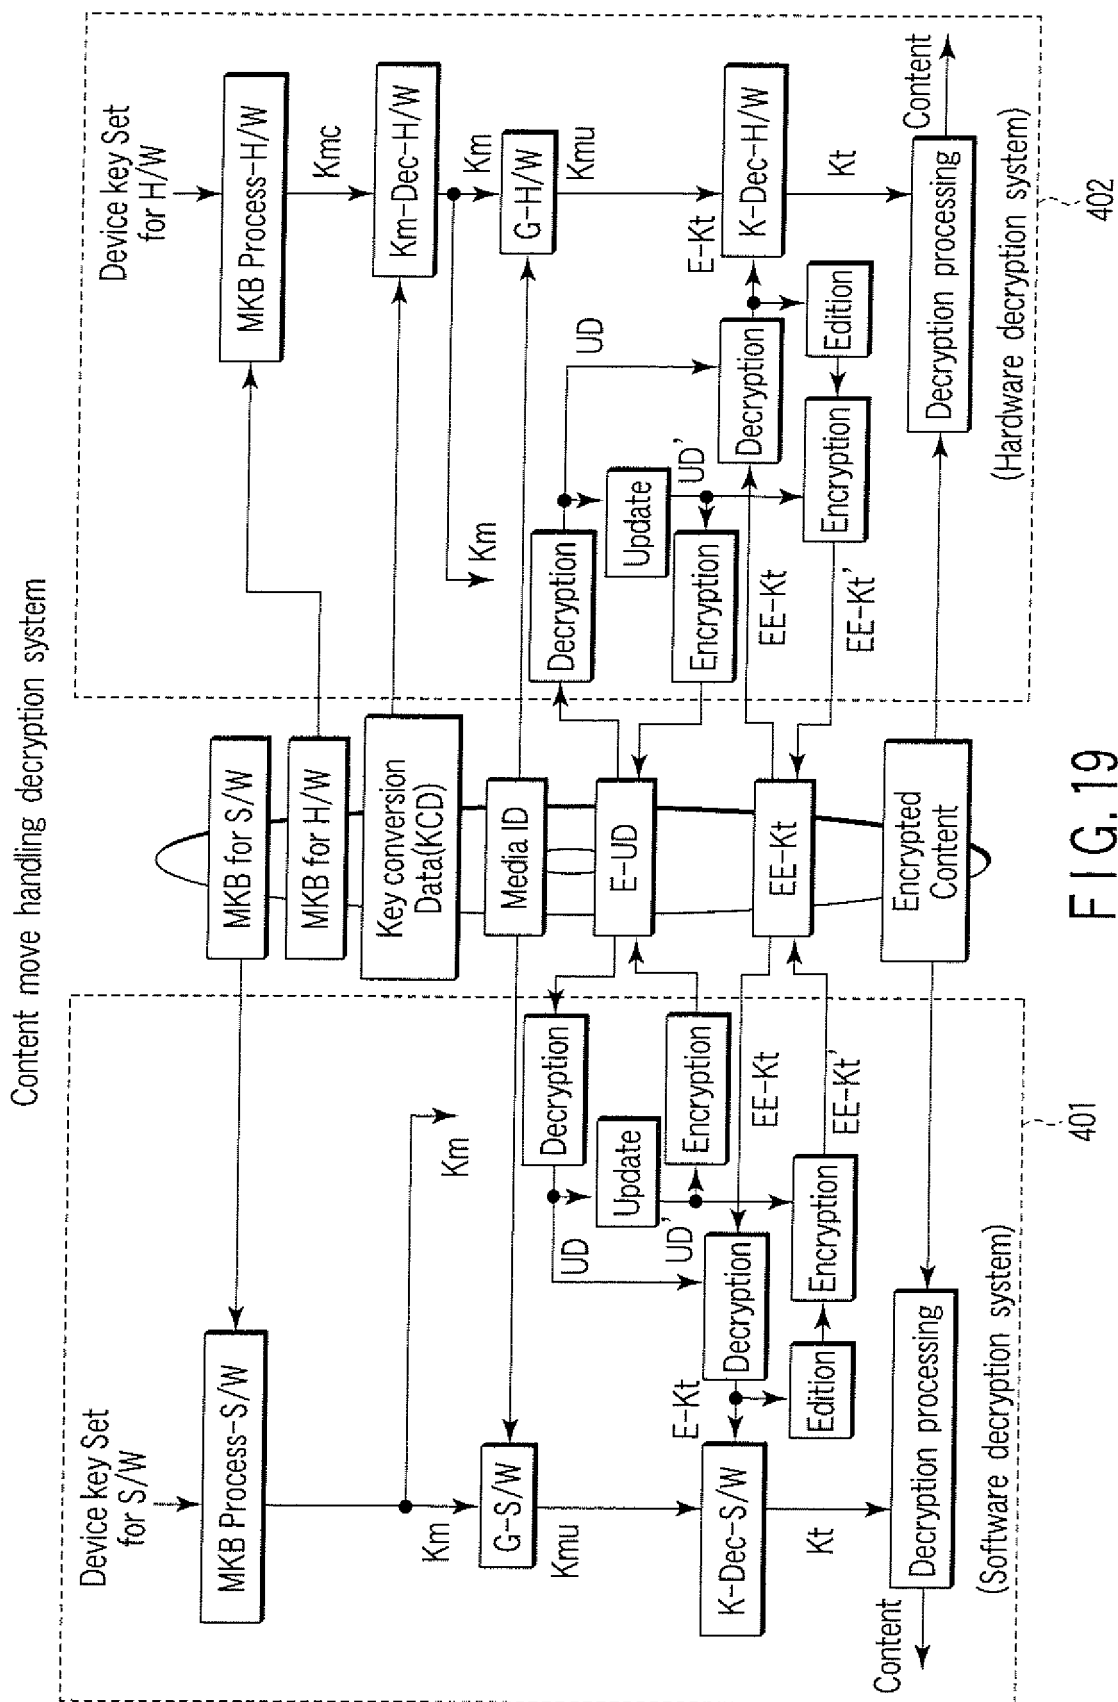 Content move handling decryption system
Device key Set
for S/W
MKB Process-S/W
Km
Km
G-S/W
Kmu
K-Dec-S/W
Kt
Decryption processing
Content
(Software decryption system)
401
Decryption
UD
Update
UD'
Encryption
Decryption
E-Kt
EE-Kt
Edition
Encryption
EE-Kt'
MKB for S/W
MKB for H/W
Key conversion
Data(KCD)
Media ID
E-UD
EE-Kt
Encrypted
Content
Device key Set
for H/W
MKB Process-H/W
Kmc
Km-Dec-H/W
Km
Km
G-H/W
Kmu
K-Dec-H/W
E-Kt
Kt
Decryption processing
Content
(Hardware decryption system)
402
Decryption
UD
Update
UD'
Encryption
Decryption
EE-Kt
Edition
Encryption
EE-Kt'
FIG. 19